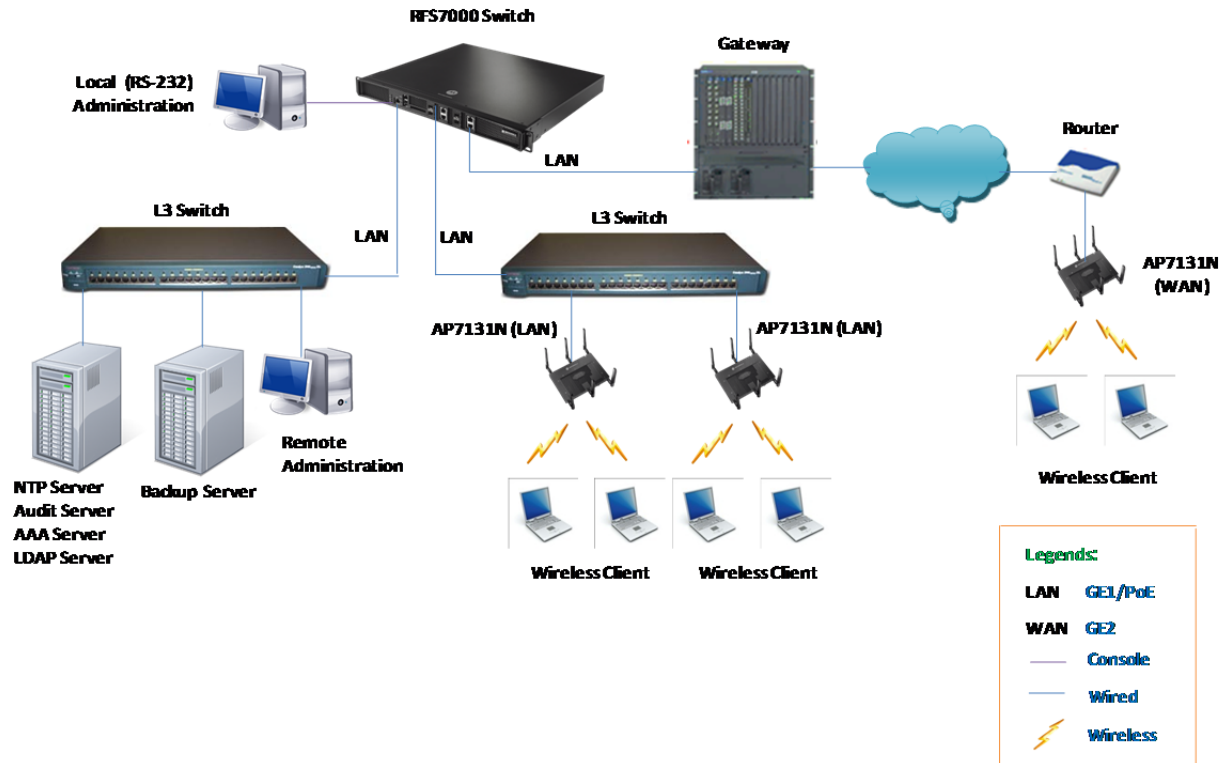 RFS7000 Switch
Gateway
Local (RS-232)
Administration
Router
LAN
L3 Switch
L3 Switch
LAN
LAN
AP7131N
(WAN)
AP7131N (LAN)
AP7131N (LAN)
Remote
Administration
NTP Server
Audit Server
AAA Server
LDAP Server
Backup Server
Wireless Client
Wireless Client
Wireless Client
Legends:
LAN GE1/PoE
WAN GE2
Console
Wired
Wireless